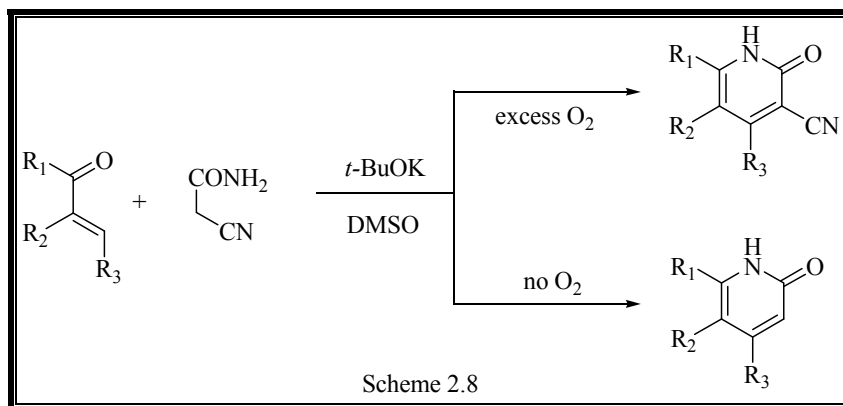 R1
O
R2
R3
+
CONH2
CN
t-BuOK
DMSO
excess O2
no O2
H
N
O
R1
R2
R3
CN
H
N
O
R1
R2
R3
Scheme 2.8